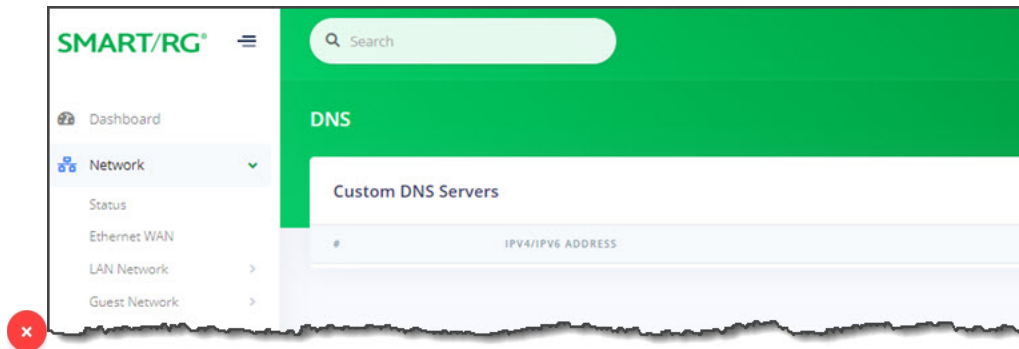 SMART/RG®
Search
Dashboard
DNS
Network
Custom DNS Servers
Status
Ethernet WAN
# IPV4/IPV6 ADDRESS
LAN Network
Guest Network